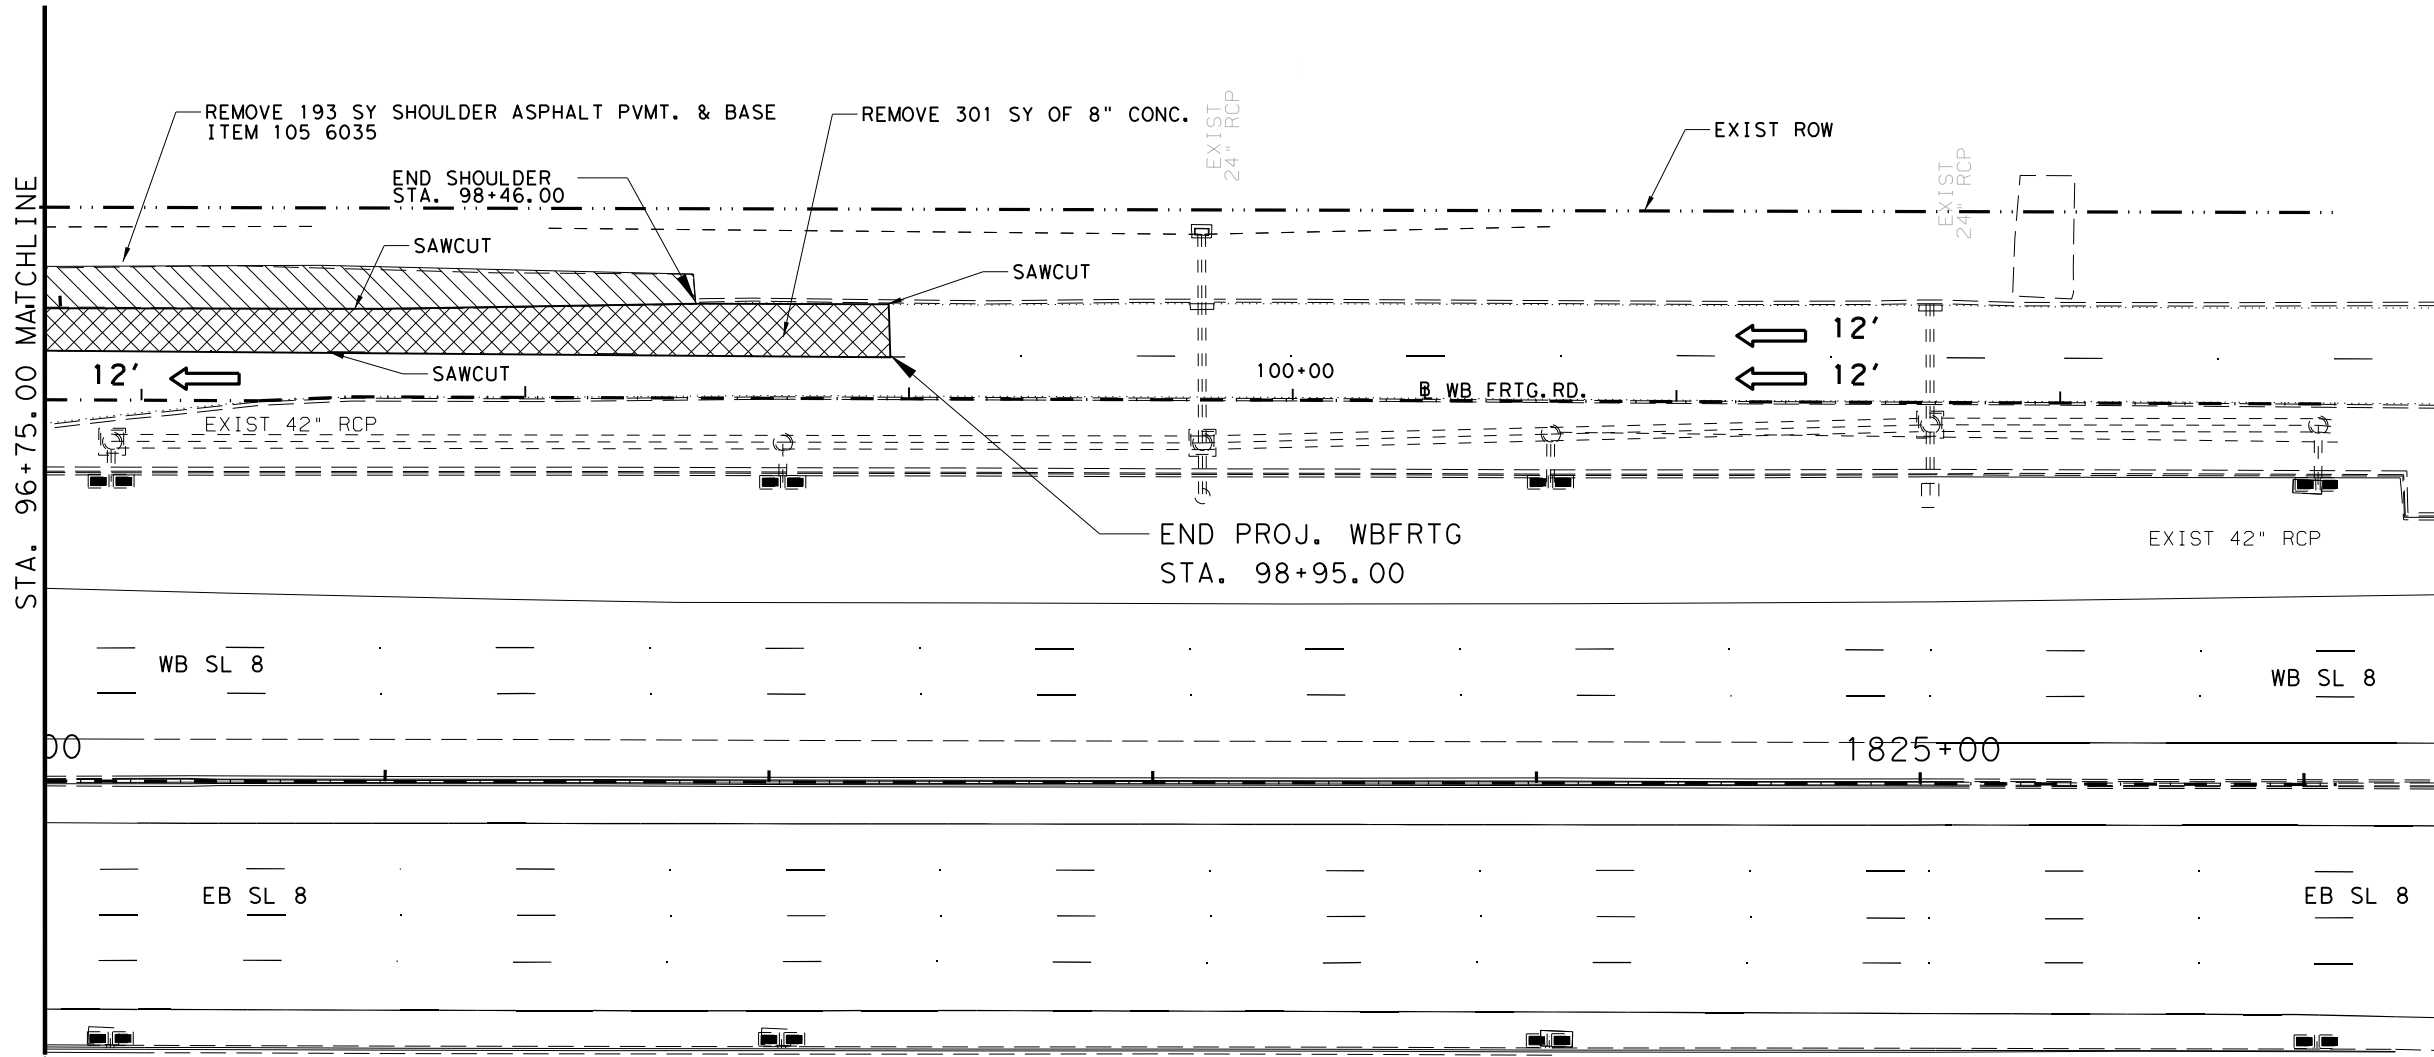 REMOVE 193 SY SHOULDER ASPHALT PVMT. & BASE
ITEM 105 6035
REMOVE 301 SY OF 8" CONC.
EXIST
24" RCP
EXIST ROW
EXIST
24" RCP
END SHOULDER
STA. 98+46.00
STA. 96+75.00 MATCHLINE
SAWCUT
SAWCUT
12'
12'
SAWCUT
12'
100+00
B WB FRTG.RD.
EXIST 42" RCP
END PROJ. WBFRTG
STA. 98+95.00
EXIST 42" RCP
WB SL 8
WB SL 8
00
1825+00
EB SL 8
EB SL 8